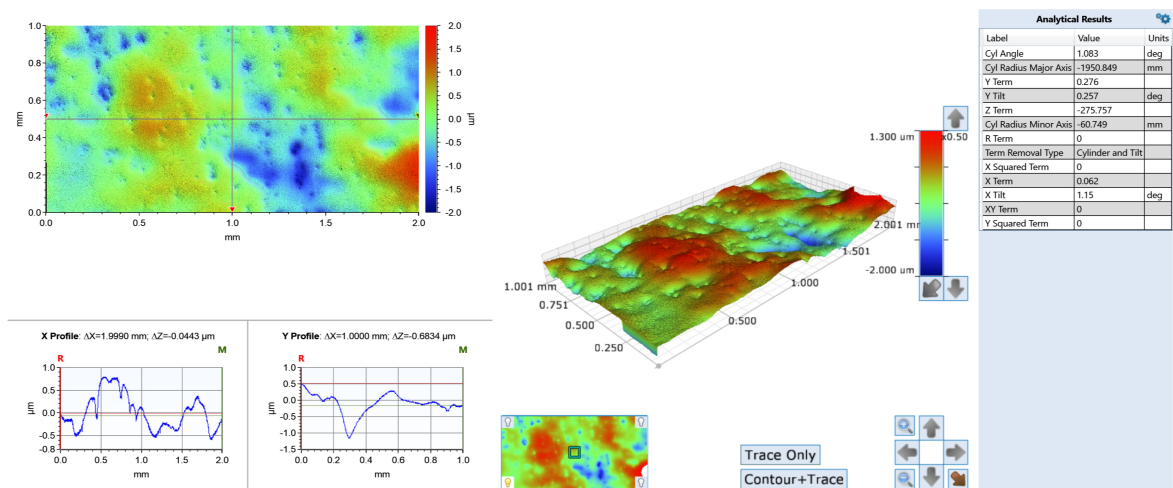 1.0
0.8
0.6
0.4
0.2
0.0
mm
0.0 0.5 1.0 1.5 2.0
mm
2.0
1.5
1.0
0.5
0.0
-0.5
-1.0
-1.5
-2.0
µm
X Profile: ΔX=1.9990 mm; ΔZ=-0.0443 µm
R M
1.0
0.5
0.0
-0.5
-0.8
µm
0.0 0.5 1.0 1.5 2.0
mm
Y Profile: ΔX=1.0000 mm; ΔZ=-0.6834 µm
R M
1.0
0.5
0.0
-0.5
-1.0
-1.5
µm
0.0 0.2 0.4 0.6 0.8 1.0
mm
1.300 um x0.50
-2.000 um
2.001 mm
1.501
1.000
0.500
1.001 mm
0.751
0.500
0.250
Trace Only
Contour+Trace
Analytical Results
Label Value Units
Cyl Angle 1.083 deg
Cyl Radius Major Axis -1950.849 mm
Y Term 0.276
Y Tilt 0.257 deg
Z Term -275.757
Cyl Radius Minor Axis -60.749 mm
R Term 0
Term Removal Type Cylinder and Tilt
X Squared Term 0
X Term 0.062
X Tilt 1.15 deg
XY Term 0
Y Squared Term 0